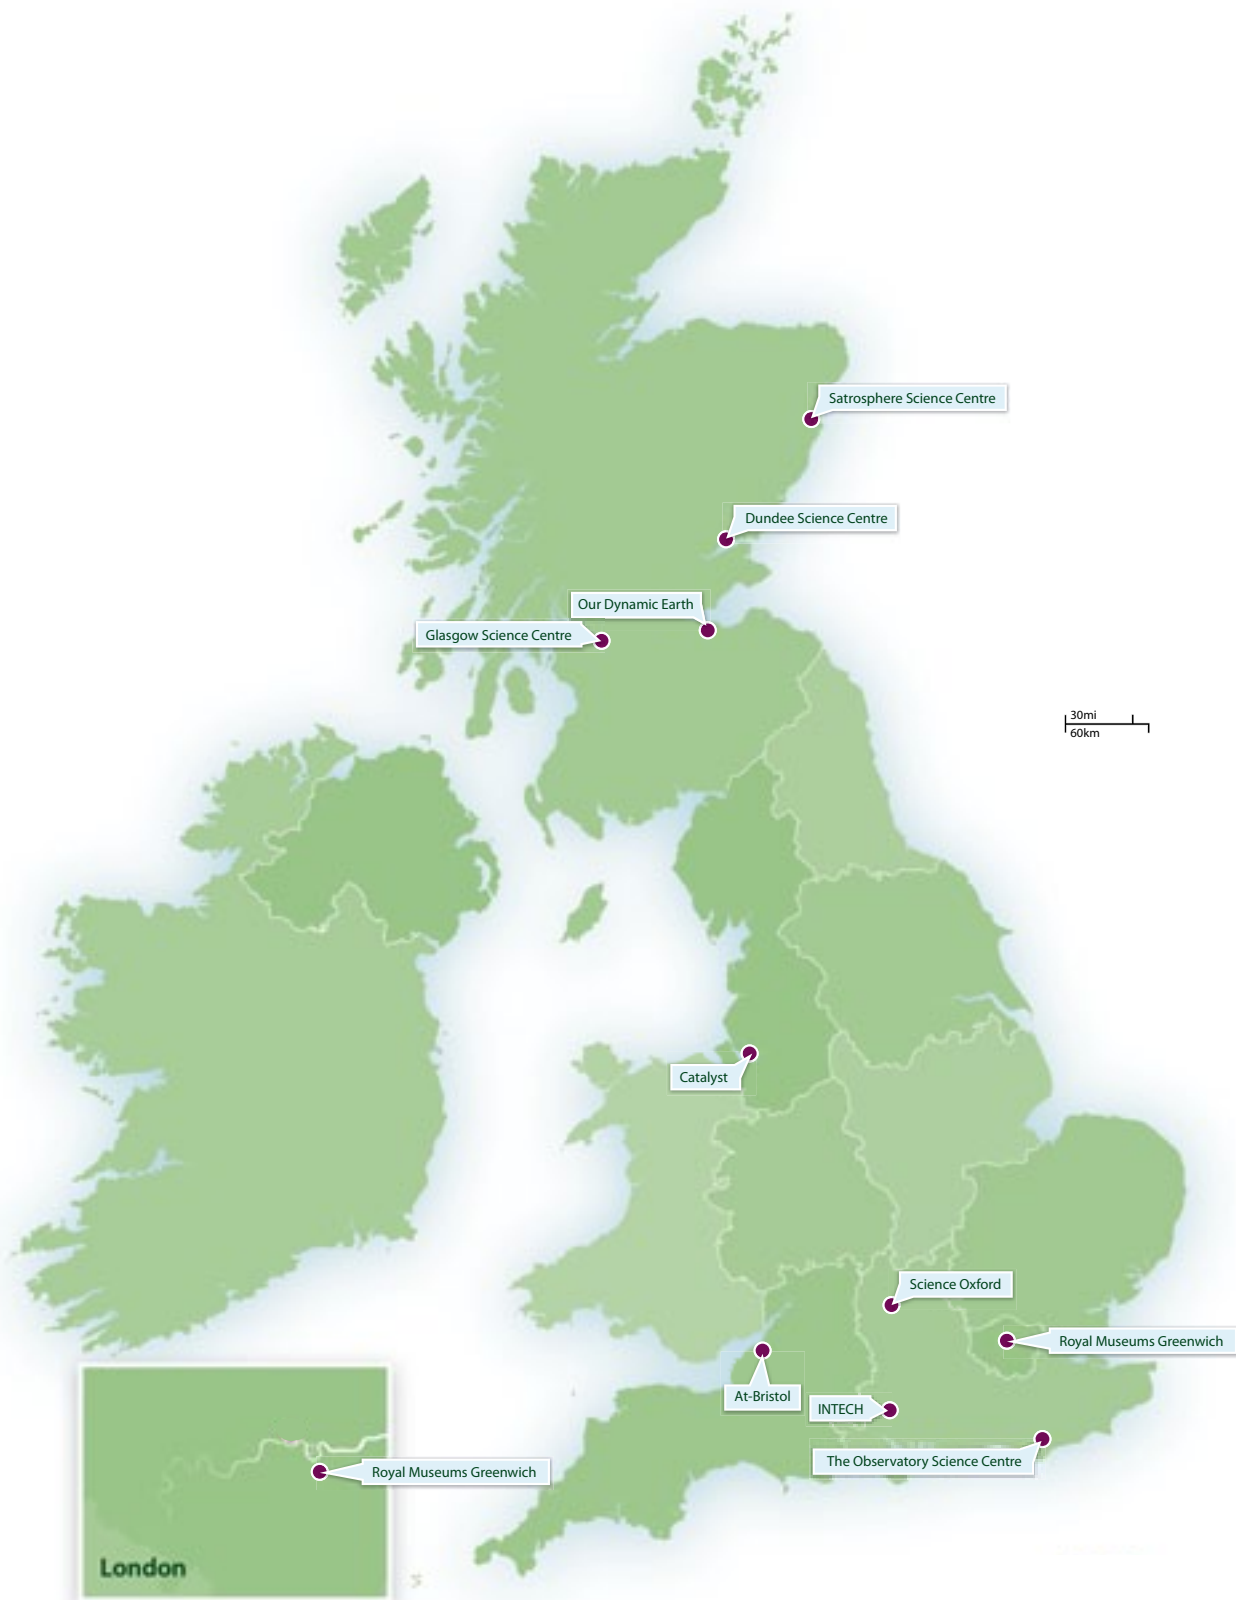 Satrosphere Science Centre
Dundee Science Centre
Our Dynamic Earth
Glasgow Science Centre
30mi
60km
Catalyst
Science Oxford
Royal Museums Greenwich
At-Bristol
INTECH
The Observatory Science Centre
Royal Museums Greenwich
London